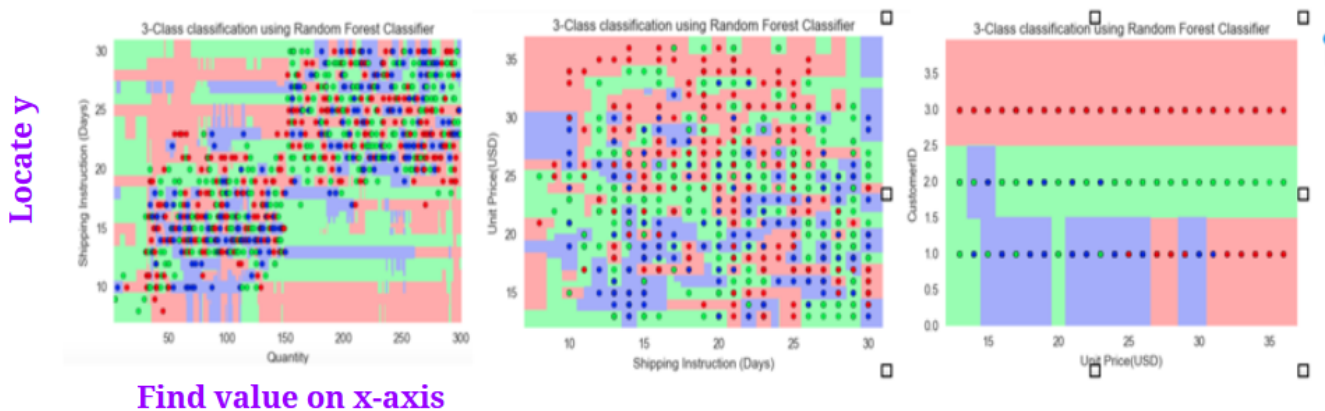 3-Class classification using Random Forest Classifier
30
25
20
15
10
Shipping Instruction (Days)
50 100 150 200 250 300
Quantity
3-Class classification using Random Forest Classifier
35
30
25
20
15
Unit Price(USD)
10 15 20 25 30
Shipping Instruction (Days)
3-Class classification using Random Forest Classifier
3.5
3.0
2.5
2.0
1.5
1.0
0.5
0.0
CustomerID
15 20 25 30 35
Unit Price(USD)
Locate y
Find value on x-axis